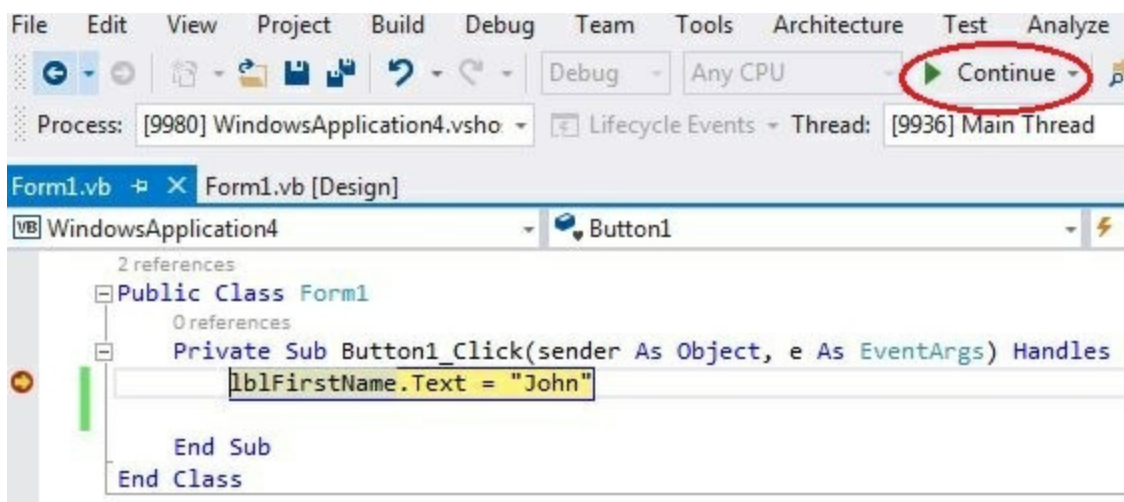 File Edit View Project Build Debug Team Tools Architecture Test Analyze
Debug Any CPU Continue
Process: [9980] WindowsApplication4.vsho Lifecycle Events Thread: [9936] Main Thread
Form1.vb Form1.vb [Design]
VB WindowsApplication4 Button1
2 references
Public Class Form1
0 references
Private Sub Button1_Click(sender As Object, e As EventArgs) Handles
lblFirstName.Text = "John"
End Sub
End Class